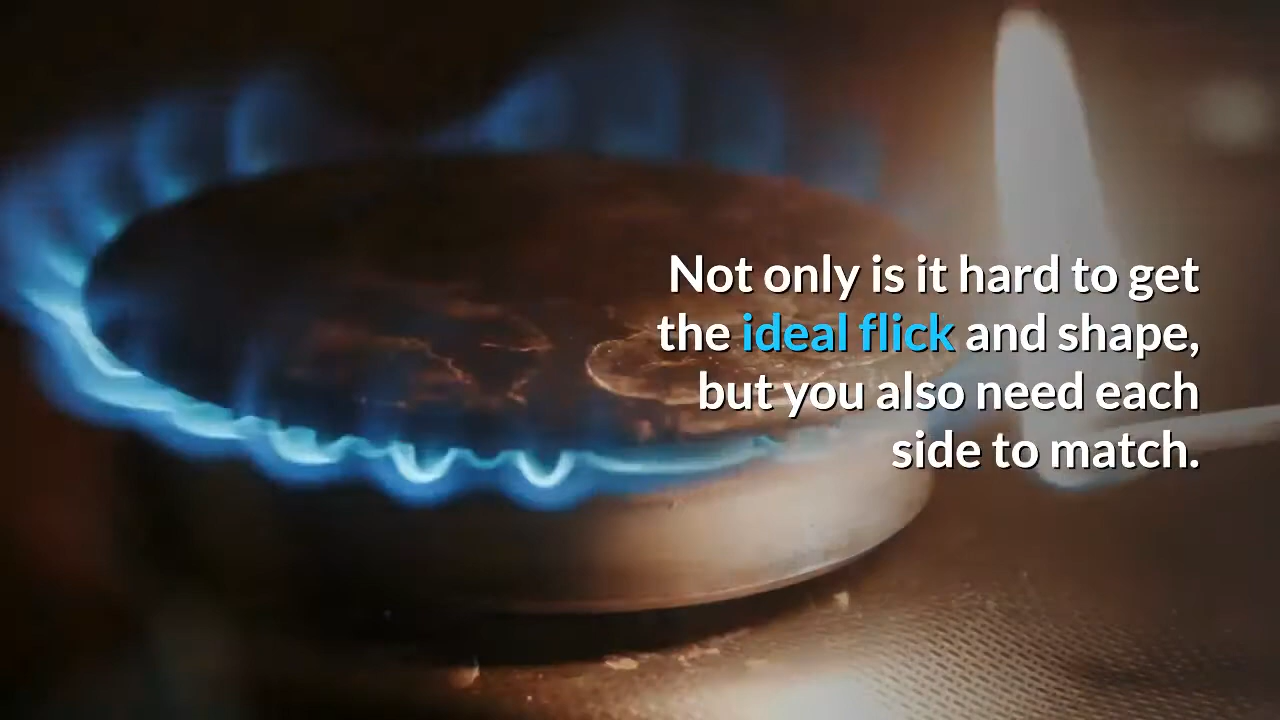 Not only is it hard to get
the ideal flick and shape,
but you also need each
side to match.